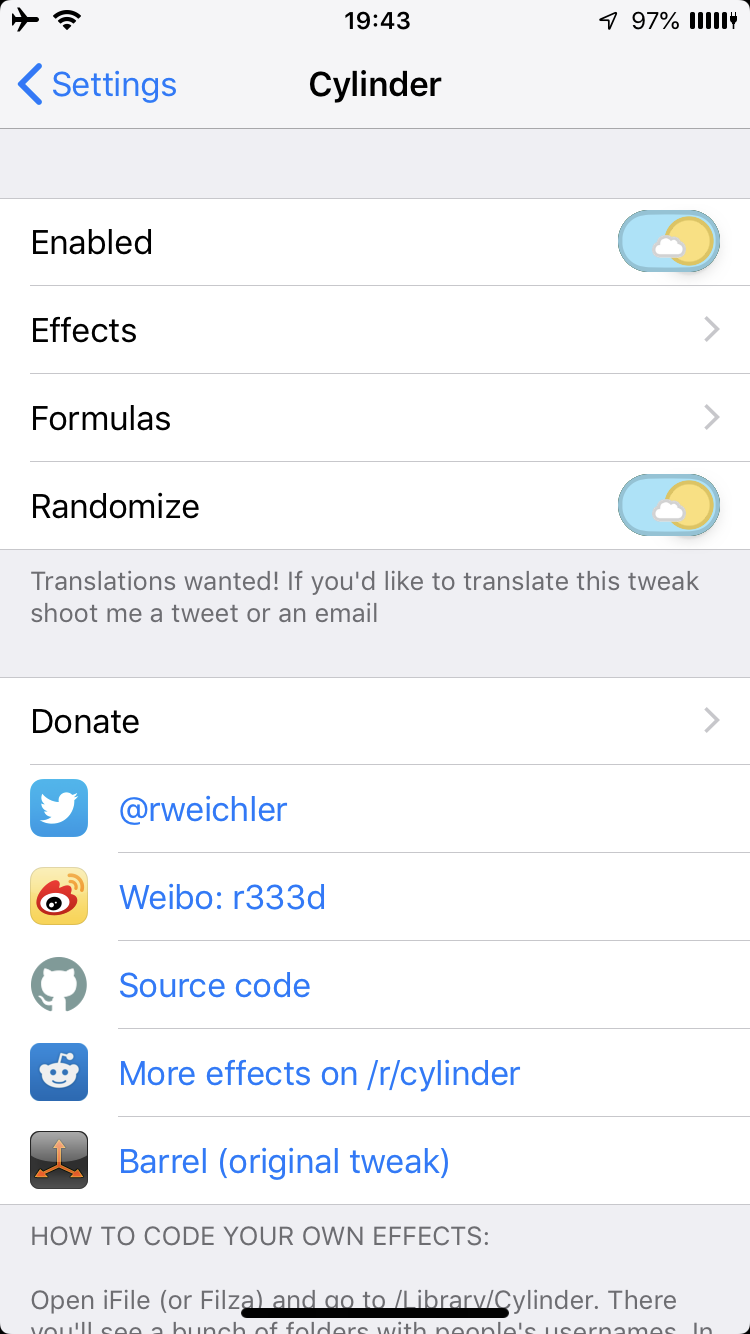 19:43
97%
Settings
Cylinder
Enabled
Effects
Formulas
Randomize
Translations wanted! If you'd like to translate this tweak
shoot me a tweet or an email
Donate
@rweichler
Weibo: r333d
Source code
More effects on /r/cylinder
Barrel (original tweak)
HOW TO CODE YOUR OWN EFFECTS:
Open iFile (or Filza) and go to /Library/Cylinder. There
you'll see a bunch of folders with people's usernames. In